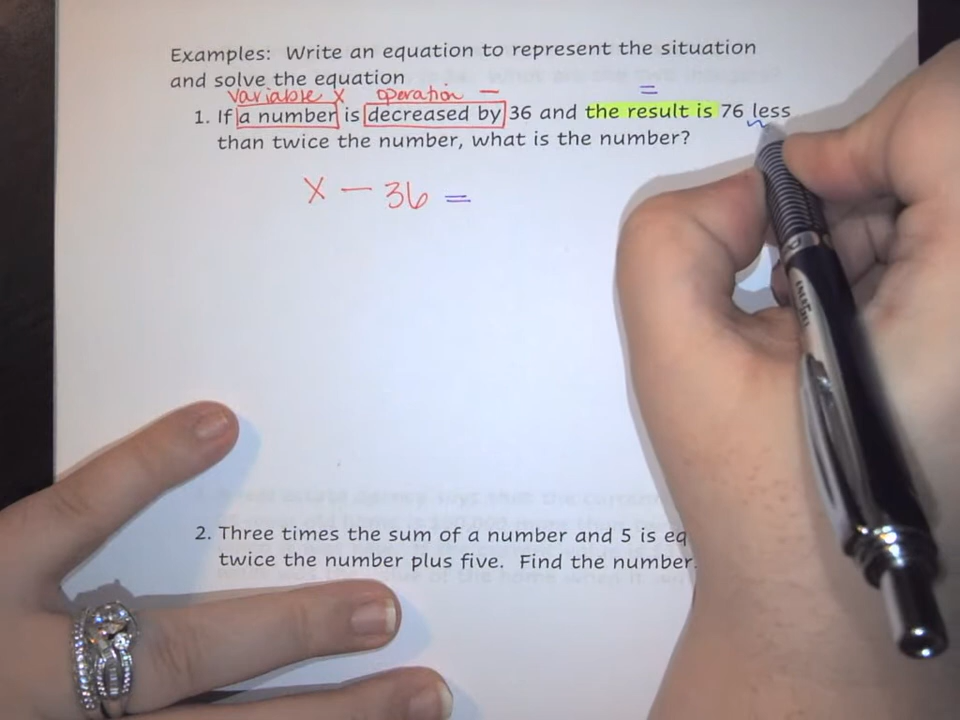 Examples: Write an equation to represent the situation
and solve the equation
variable x operation — =
1. If a number is decreased by 36 and the result is 76 less
than twice the number, what is the number?
x — 36 =
2. Three times the sum of a number and 5 is eq
twice the number plus five. Find the number.